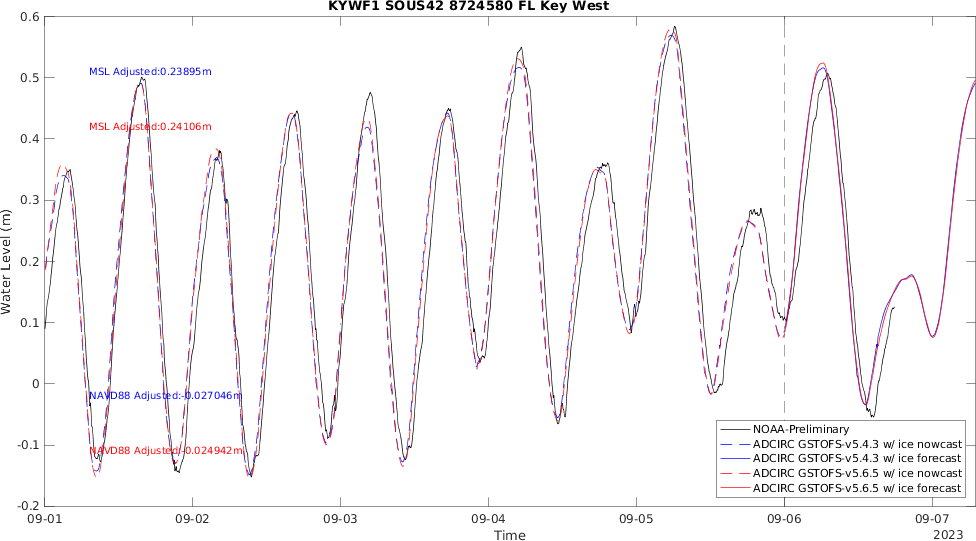 KYWF1 SOUS42 8724580 FL Key West
0.6
0.5
0.4
0.3
0.2
0.1
0
-0.1
-0.2
Water Level (m)
MSL Adjusted:0.23895m
MSL Adjusted:0.24106m
NAVD88 Adjusted:-0.027046m
NAVD88 Adjusted:-0.024942m
NOAA-Preliminary
ADCIRC GSTOFS-v5.4.3 w/ ice nowcast
ADCIRC GSTOFS-v5.4.3 w/ ice forecast
ADCIRC GSTOFS-v5.6.5 w/ ice nowcast
ADCIRC GSTOFS-v5.6.5 w/ ice forecast
09-01 09-02 09-03 09-04 09-05 09-06 09-07
Time
2023